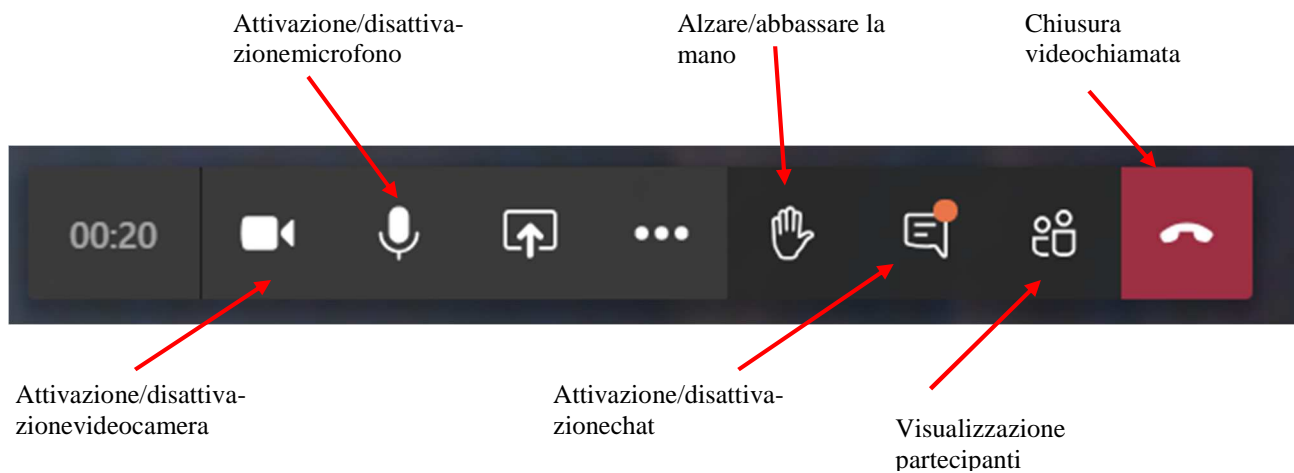 Attivazione/disattiva-
zionemicrofono
Alzare/abbassare la
mano
Chiusura
videochiamata
00:20
Attivazione/disattiva-
zionevideocamera
Attivazione/disattiva-
zionechat
Visualizzazione
partecipanti